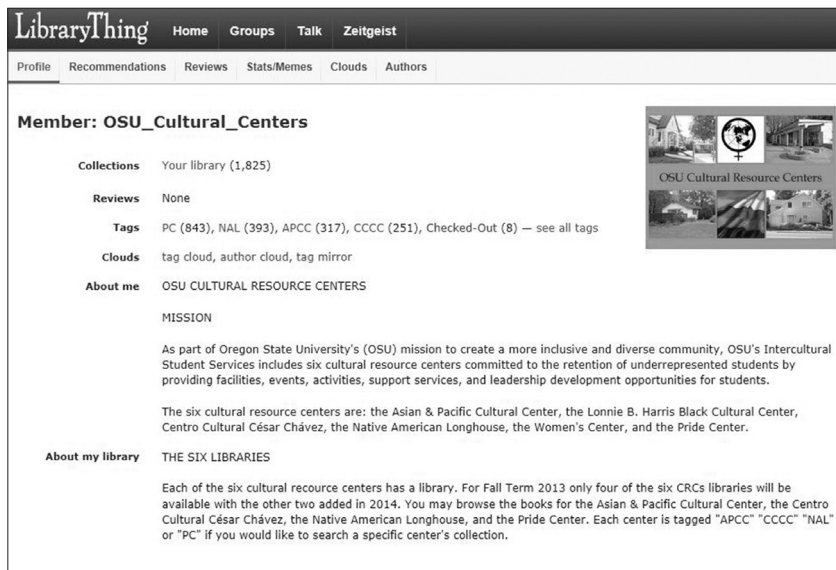 LibraryThing Home Groups Talk Zeitgeist
Profile Recommendations Reviews Stats/Memes Clouds Authors
Member: OSU_Cultural_Centers
OSU Cultural Resource Centers
Collections Your library (1,825)
Reviews None
Tags PC (843), NAL (393), APCC (317), CCCC (251), Checked-Out (8) — see all tags
Clouds tag cloud, author cloud, tag mirror
About me OSU CULTURAL RESOURCE CENTERS
MISSION
As part of Oregon State University's (OSU) mission to create a more inclusive and diverse community, OSU's Intercultural
Student Services includes six cultural resource centers committed to the retention of underrepresented students by
providing facilities, events, activities, support services, and leadership development opportunities for students.
The six cultural resource centers are: the Asian & Pacific Cultural Center, the Lonnie B. Harris Black Cultural Center,
Centro Cultural César Chávez, the Native American Longhouse, the Women's Center, and the Pride Center.
About my library THE SIX LIBRARIES
Each of the six cultural recource centers has a library. For Fall Term 2013 only four of the six CRCs libraries will be
available with the other two added in 2014. You may browse the books for the Asian & Pacific Cultural Center, the Centro
Cultural César Chávez, the Native American Longhouse, and the Pride Center. Each center is tagged "APCC" "CCCC" "NAL"
or "PC" if you would like to search a specific center's collection.